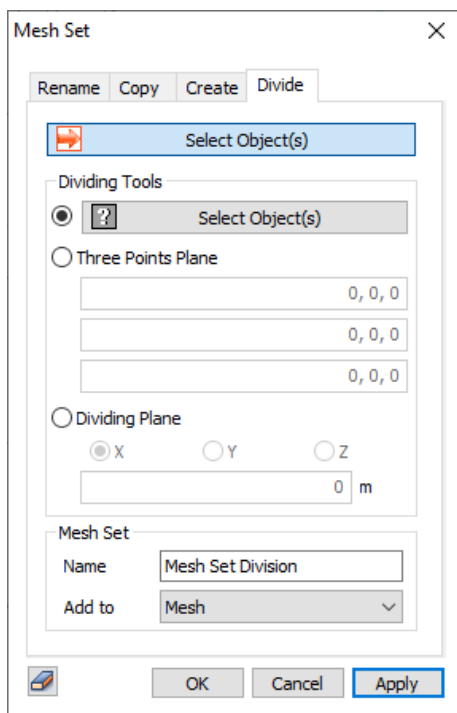 Mesh Set
Rename Copy Create Divide
Select Object(s)
Dividing Tools
? Select Object(s)
Three Points Plane
0, 0, 0
0, 0, 0
0, 0, 0
Dividing Plane
X Y Z
0 m
Mesh Set
Name Mesh Set Division
Add to Mesh
OK Cancel Apply